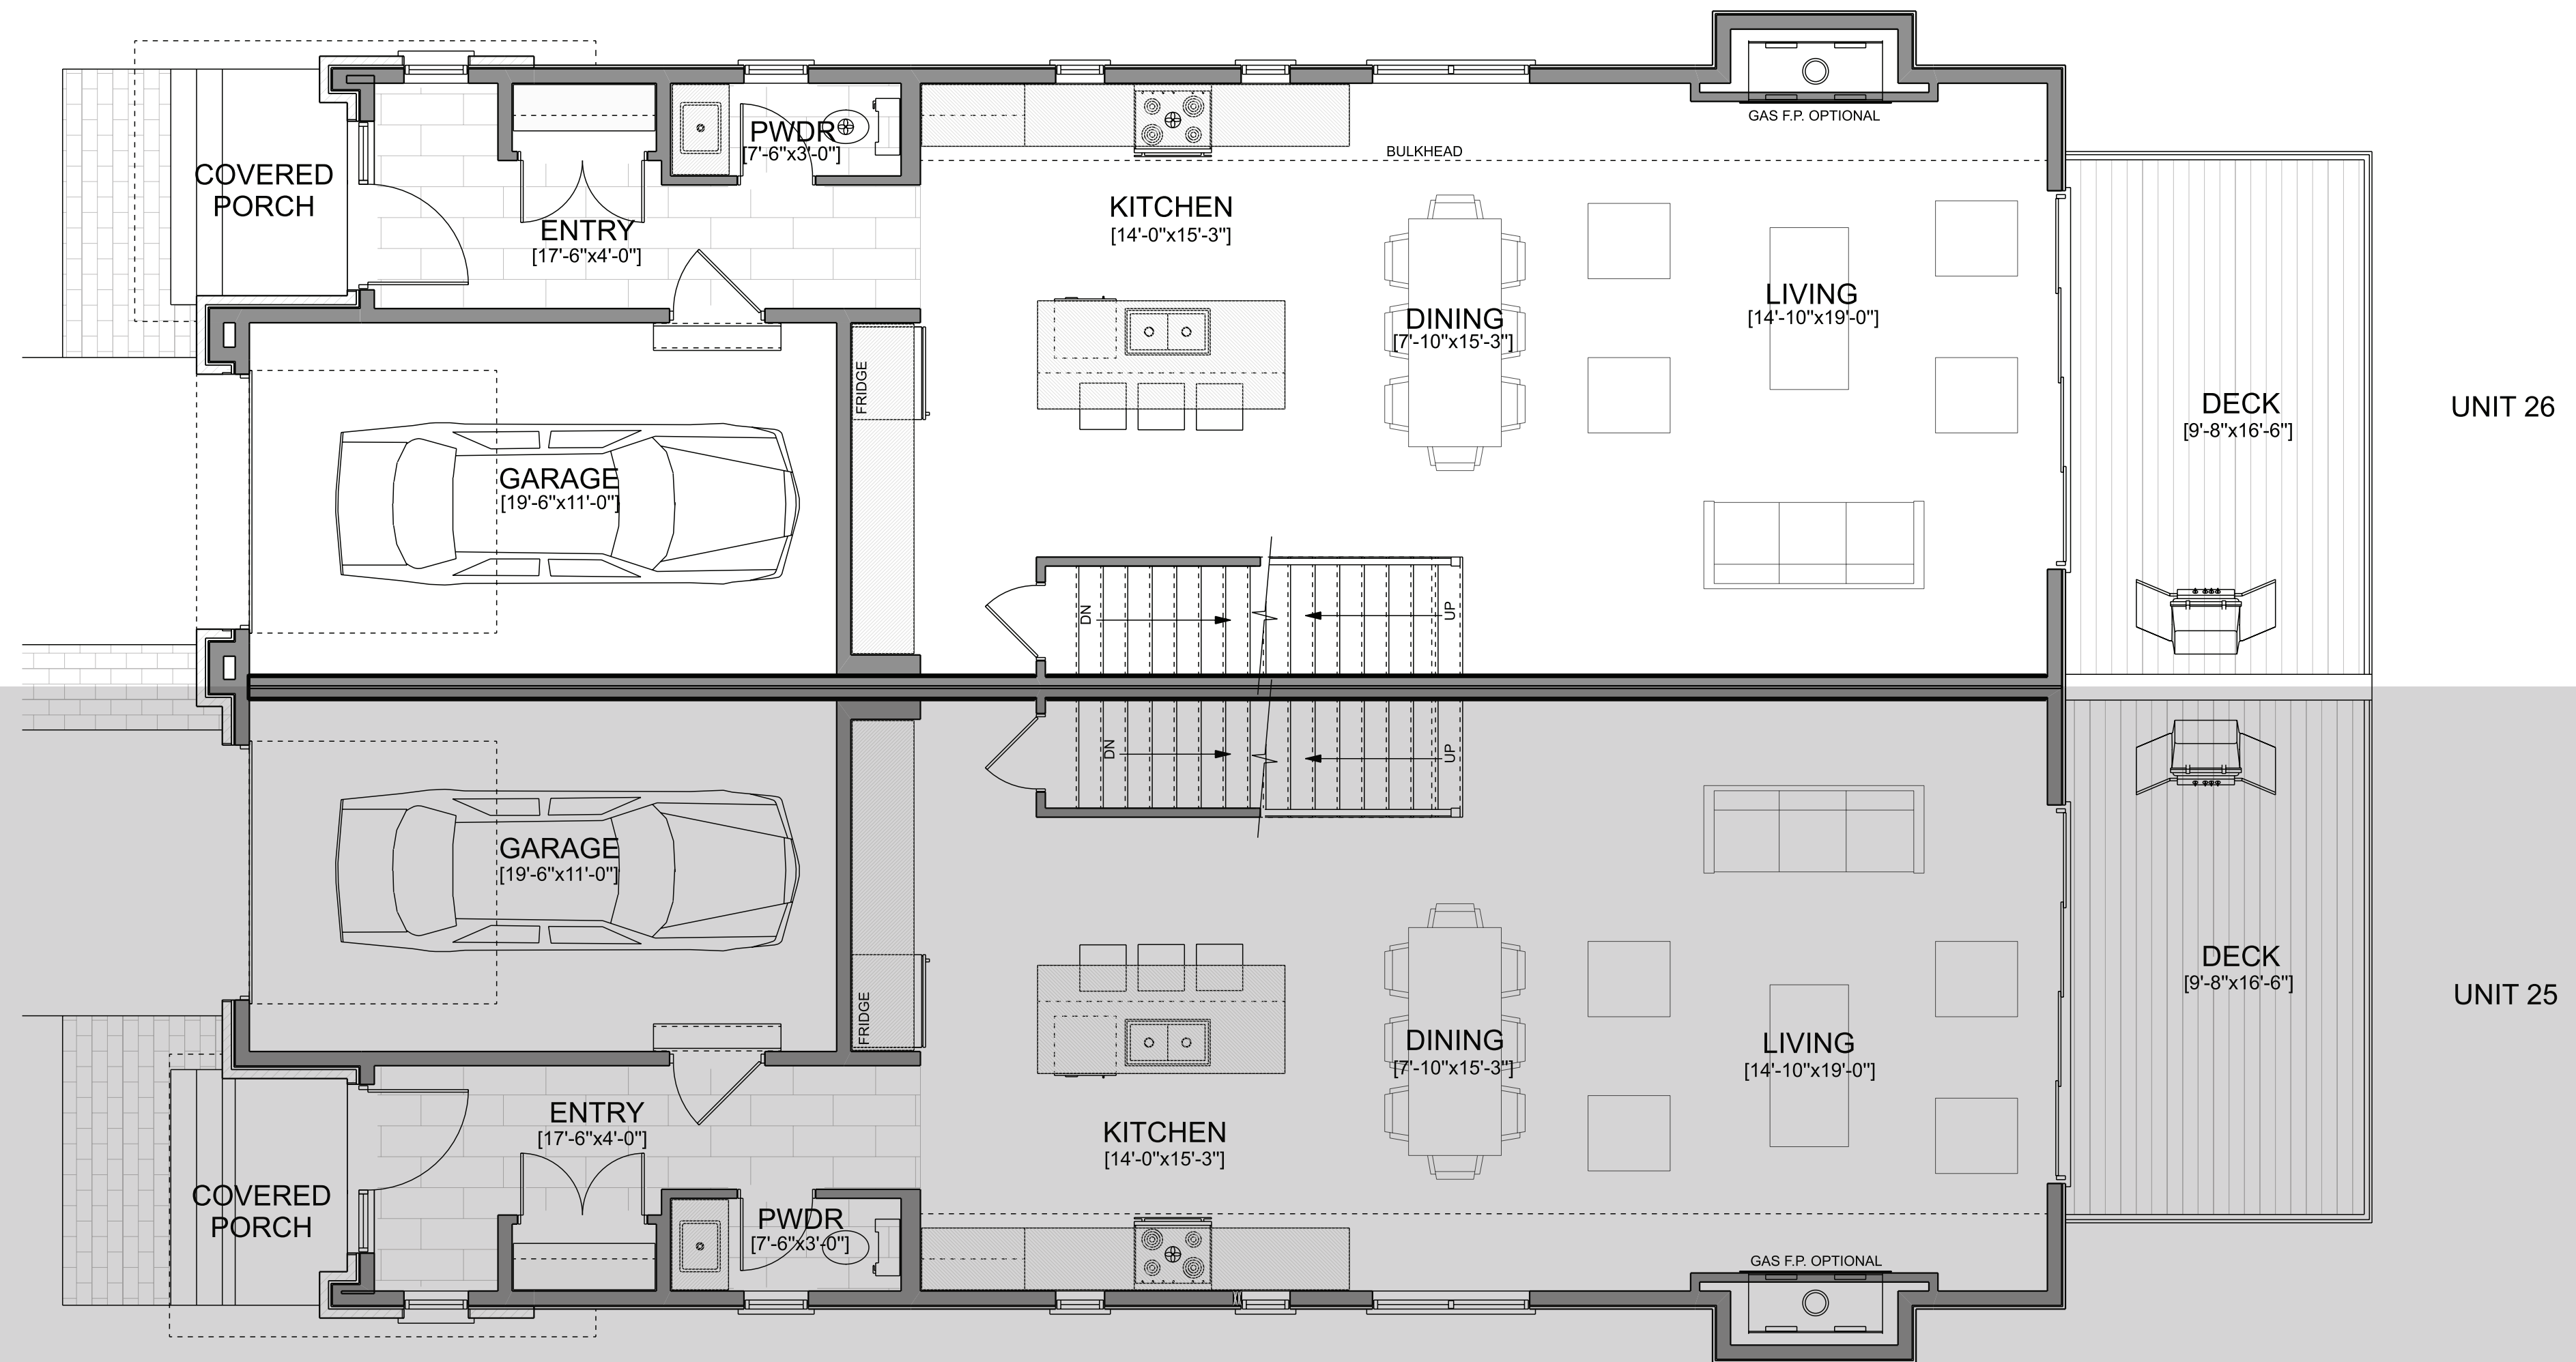 GAS F.P. OPTIONAL
PWDR
[7'-6"x3'-0"]
BULKHEAD
COVERED
PORCH
ENTRY
[17'-6"x4'-0"]
KITCHEN
[14'-0"x15'-3"]
DINING
[7'-10"x15'-3"]
LIVING
[14'-10"x19'-0"]
FRIDGE
DECK
[9'-8"x16'-6"]
UNIT 26
GARAGE
[19'-6"x11'-0"]
DN
UP
DN
UP
GARAGE
[19'-6"x11'-0"]
DECK
[9'-8"x16'-6"]
UNIT 25
FRIDGE
DINING
[7'-10"x15'-3"]
LIVING
[14'-10"x19'-0"]
ENTRY
[17'-6"x4'-0"]
KITCHEN
[14'-0"x15'-3"]
COVERED
PORCH
PWDR
[7'-6"x3'-0"]
GAS F.P. OPTIONAL